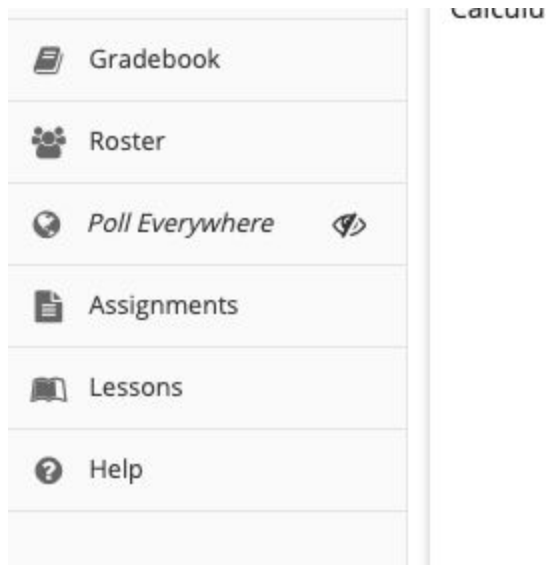 Gradebook
Roster
Poll Everywhere
Assignments
Lessons
Help